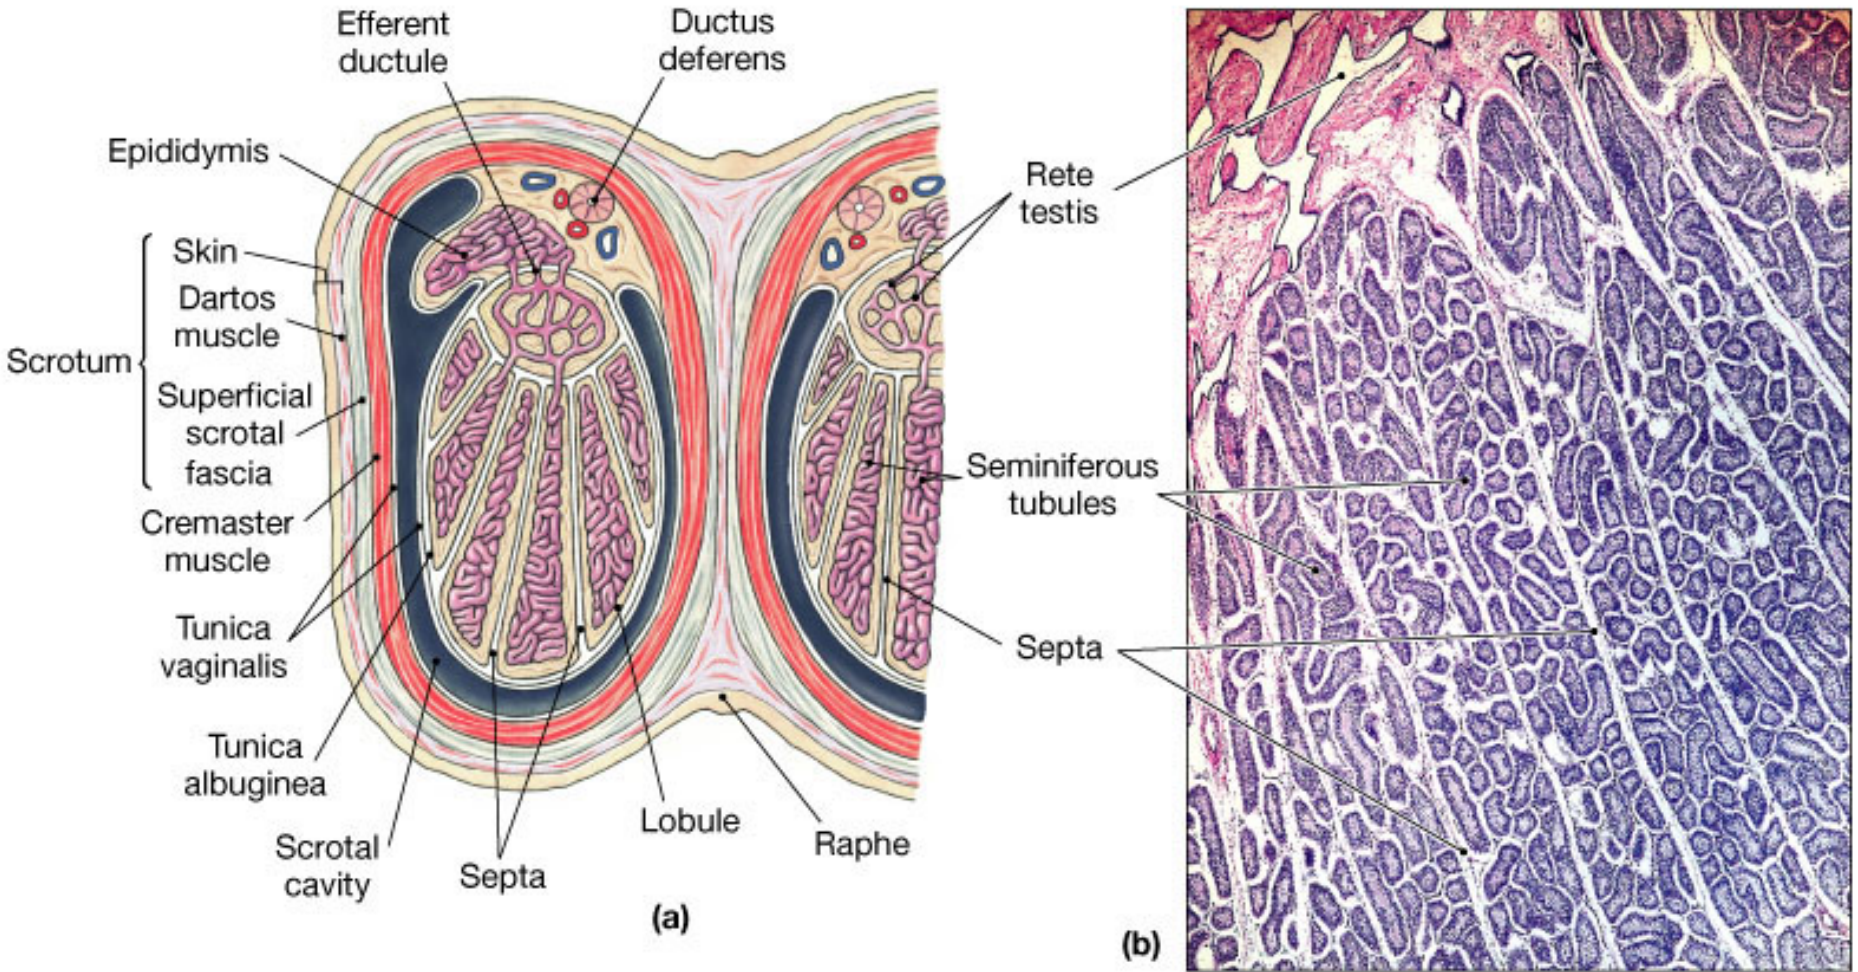 Efferent
ductule
Ductus
deferens
Epididymis
Scrotum
Skin
Dartos
muscle
Superficial
scrotal
fascia
Cremaster
muscle
Tunica
vaginalis
Tunica
albuginea
Scrotal
cavity
Septa
Lobule
Raphe
(a)
Rete
testis
Seminiferous
tubules
Septa
(b)